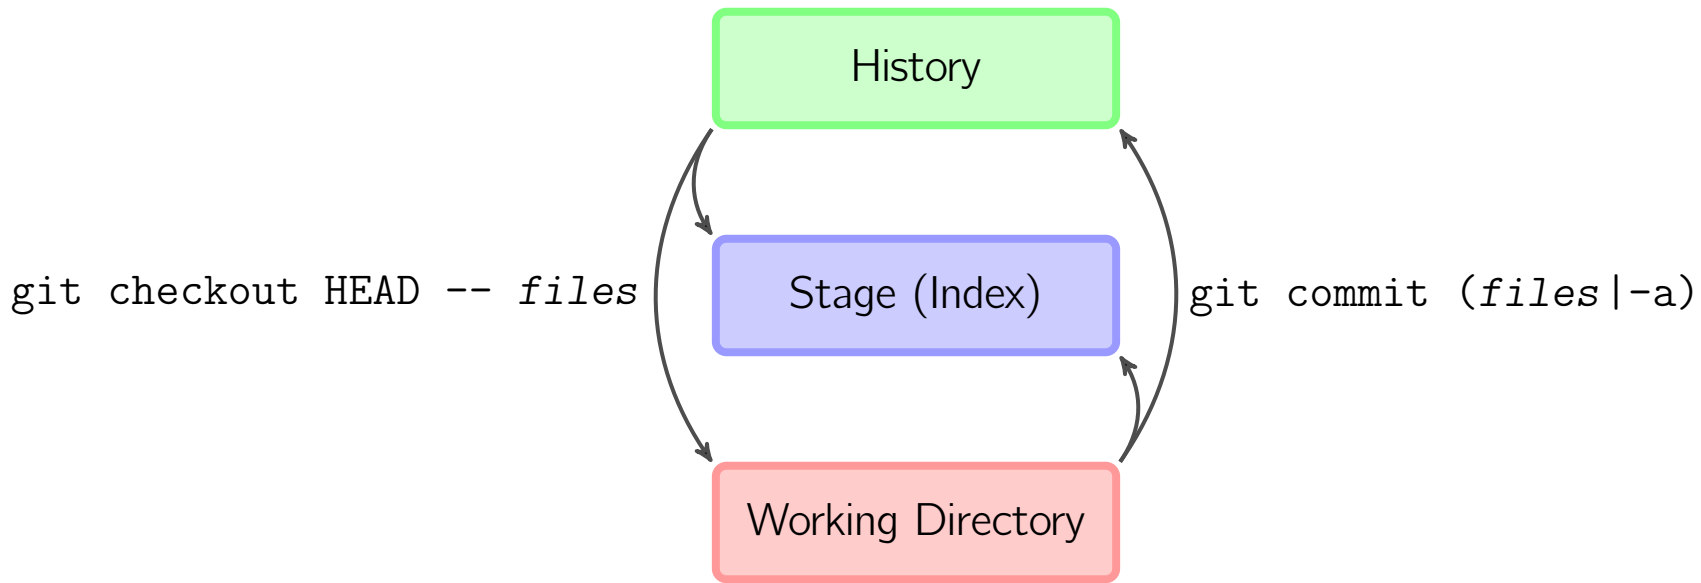 History
git checkout HEAD -- files
Stage (Index)
git commit (files|-a)
Working Directory